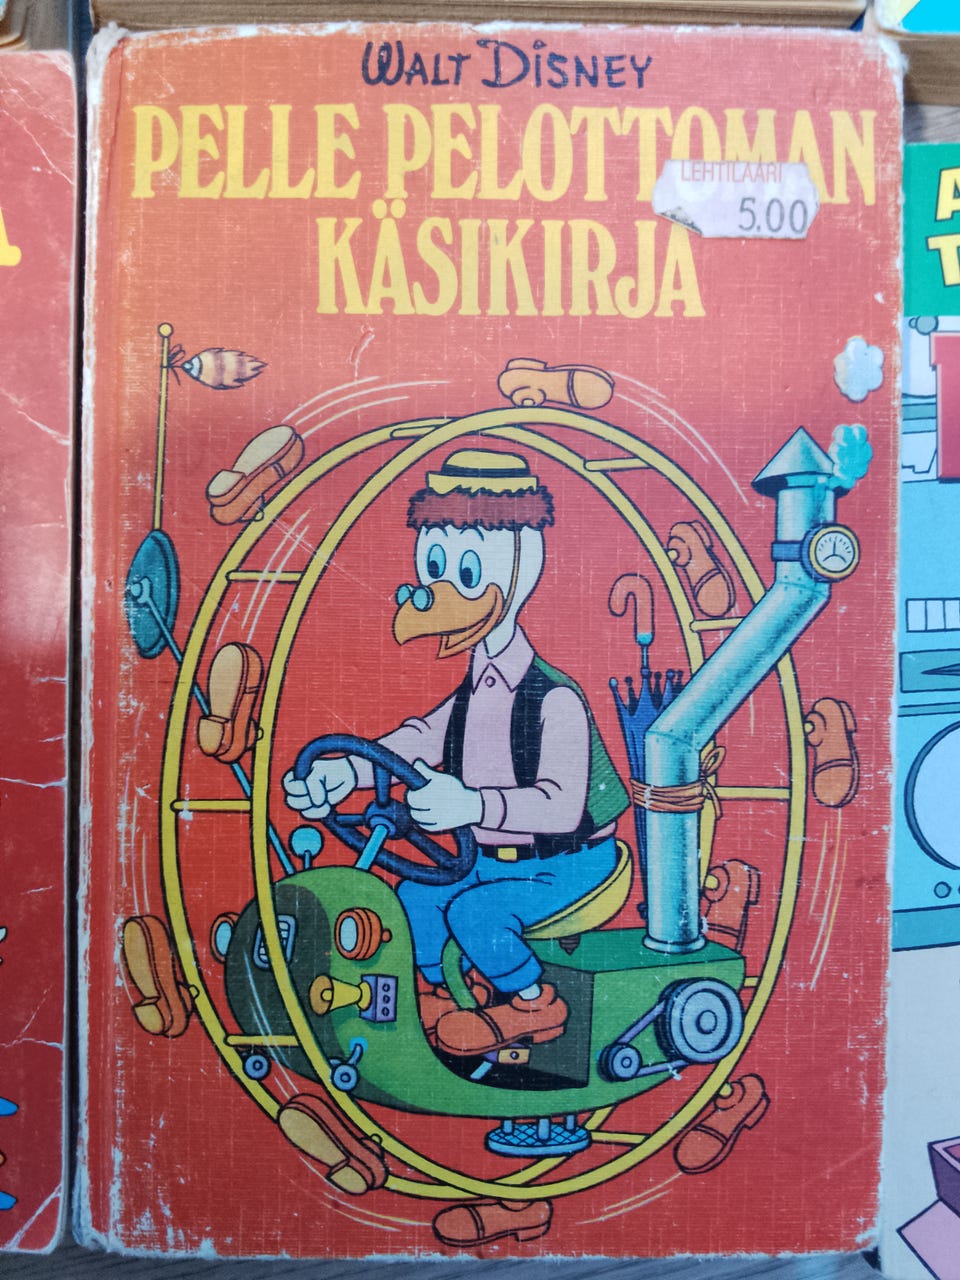 WALT DISNEY
PELLE PELOTTOMAN
KÄSIKIRJA
LEHTILAARI
5,00
A
T